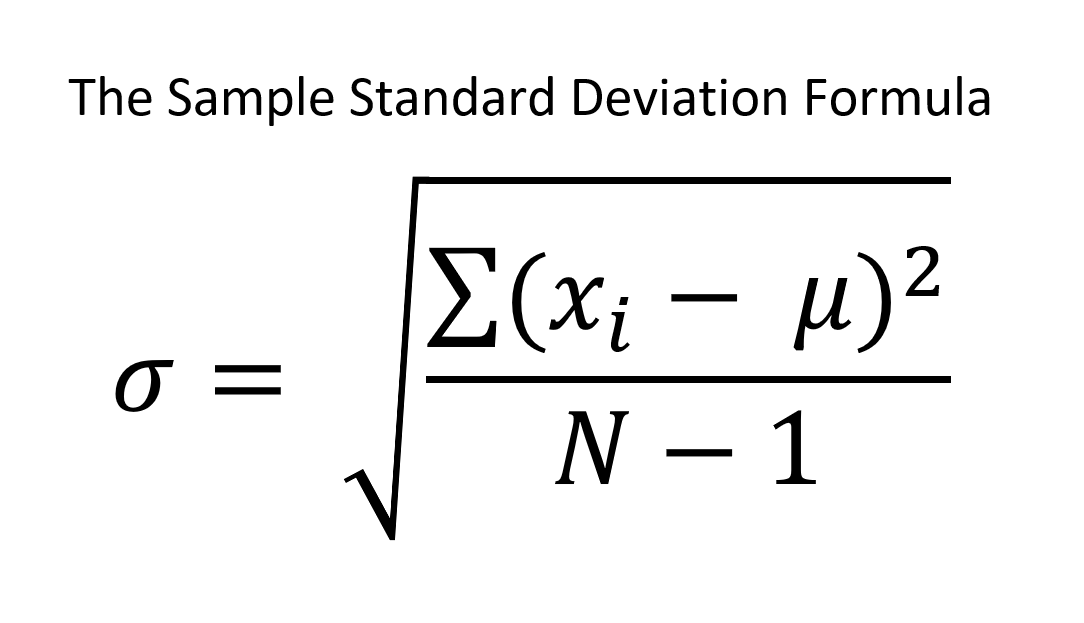 The Sample Standard Deviation Formula
σ = √(∑(xᵢ − μ)² / (N − 1))